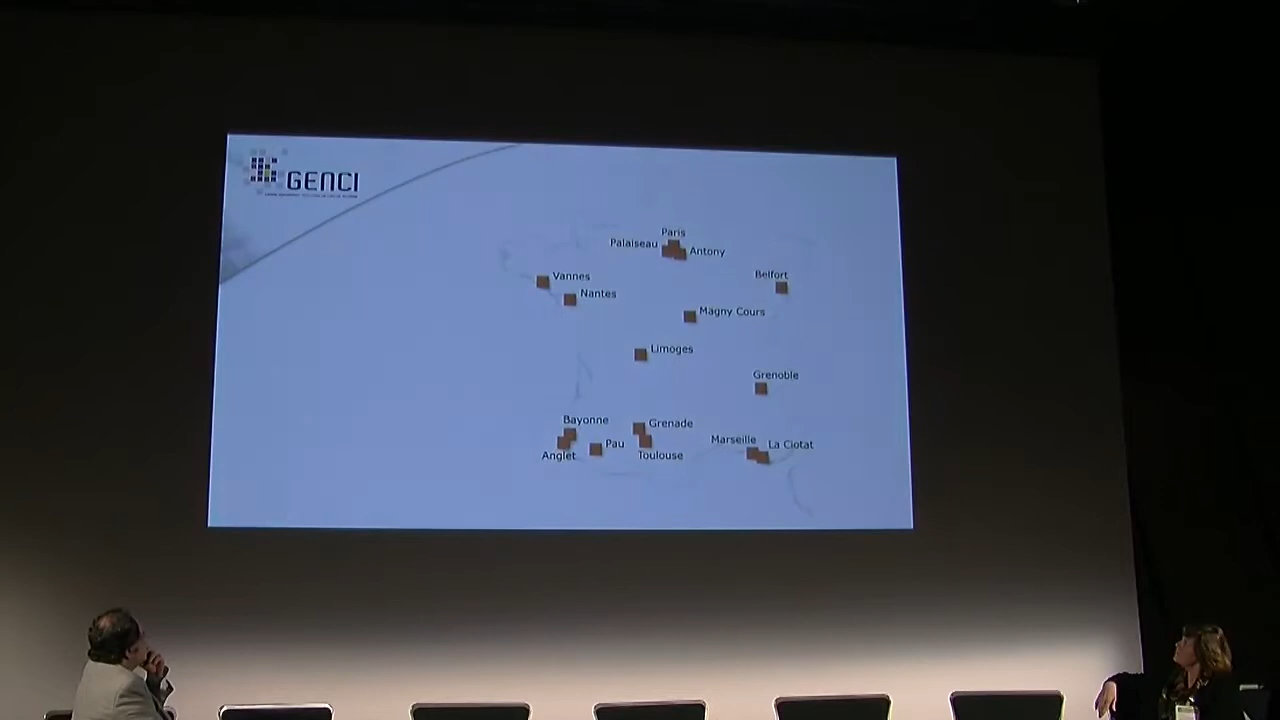 GENCI
Paris
Palaiseau
Antony
Belfort
Vannes
Nantes
Magny Cours
Limoges
Grenoble
Bayonne
Grenade
Pau
Anglet
Toulouse
Marseille
La Ciotat